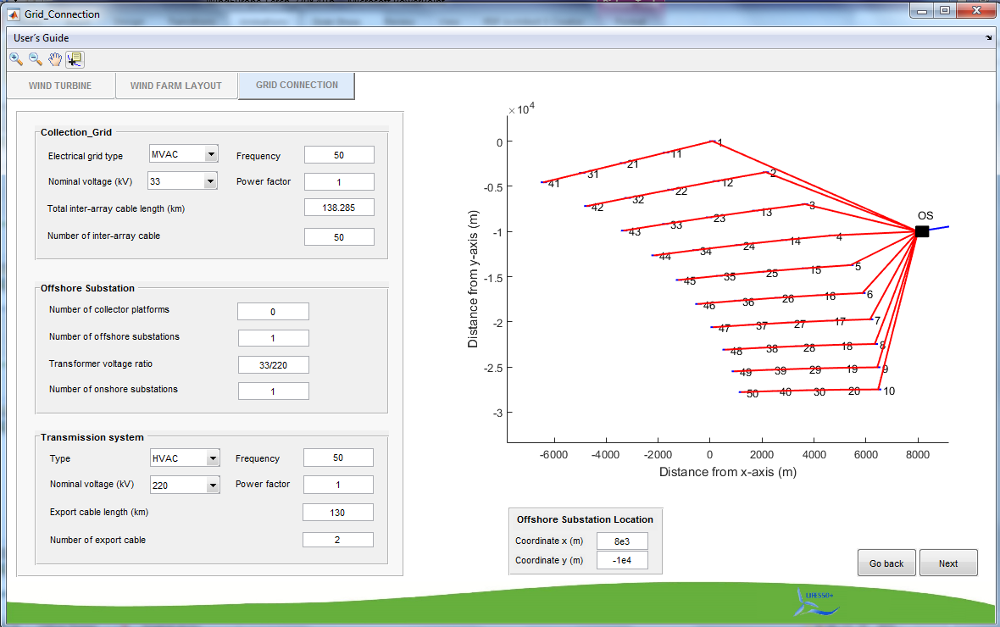 Grid_Connection
User´s Guide
WIND TURBINE
WIND FARM LAYOUT
GRID CONNECTION
Collection_Grid
Electrical grid type MVAC Frequency 50
Nominal voltage (kV) 33 Power factor 1
Total inter-array cable length (km) 138.285
Number of inter-array cable 50
Offshore Substation
Number of collector platforms 0
Number of offshore substations 1
Transformer voltage ratio 33/220
Number of onshore substations 1
Transmission system
Type HVAC Frequency 50
Nominal voltage (kV) 220 Power factor 1
Export cable length (km) 130
Number of export cable 2
×10^4
0
-0.5
-1
-1.5
-2
-2.5
-3
Distance from y-axis (m)
41 31 21 11 1
42 32 22 12 2
43 33 23 13 3
OS
44 34 24 14 4
45 35 25 15 5
46 36 26 16 6
47 37 27 17 7
48 38 28 18 8
49 39 29 19 9
50 40 30 20 10
-6000 -4000 -2000 0 2000 4000 6000 8000
Distance from x-axis (m)
Offshore Substation Location
Coordinate x (m) 8e3
Coordinate y (m) -1e4
Go back
Next
LIFES50+